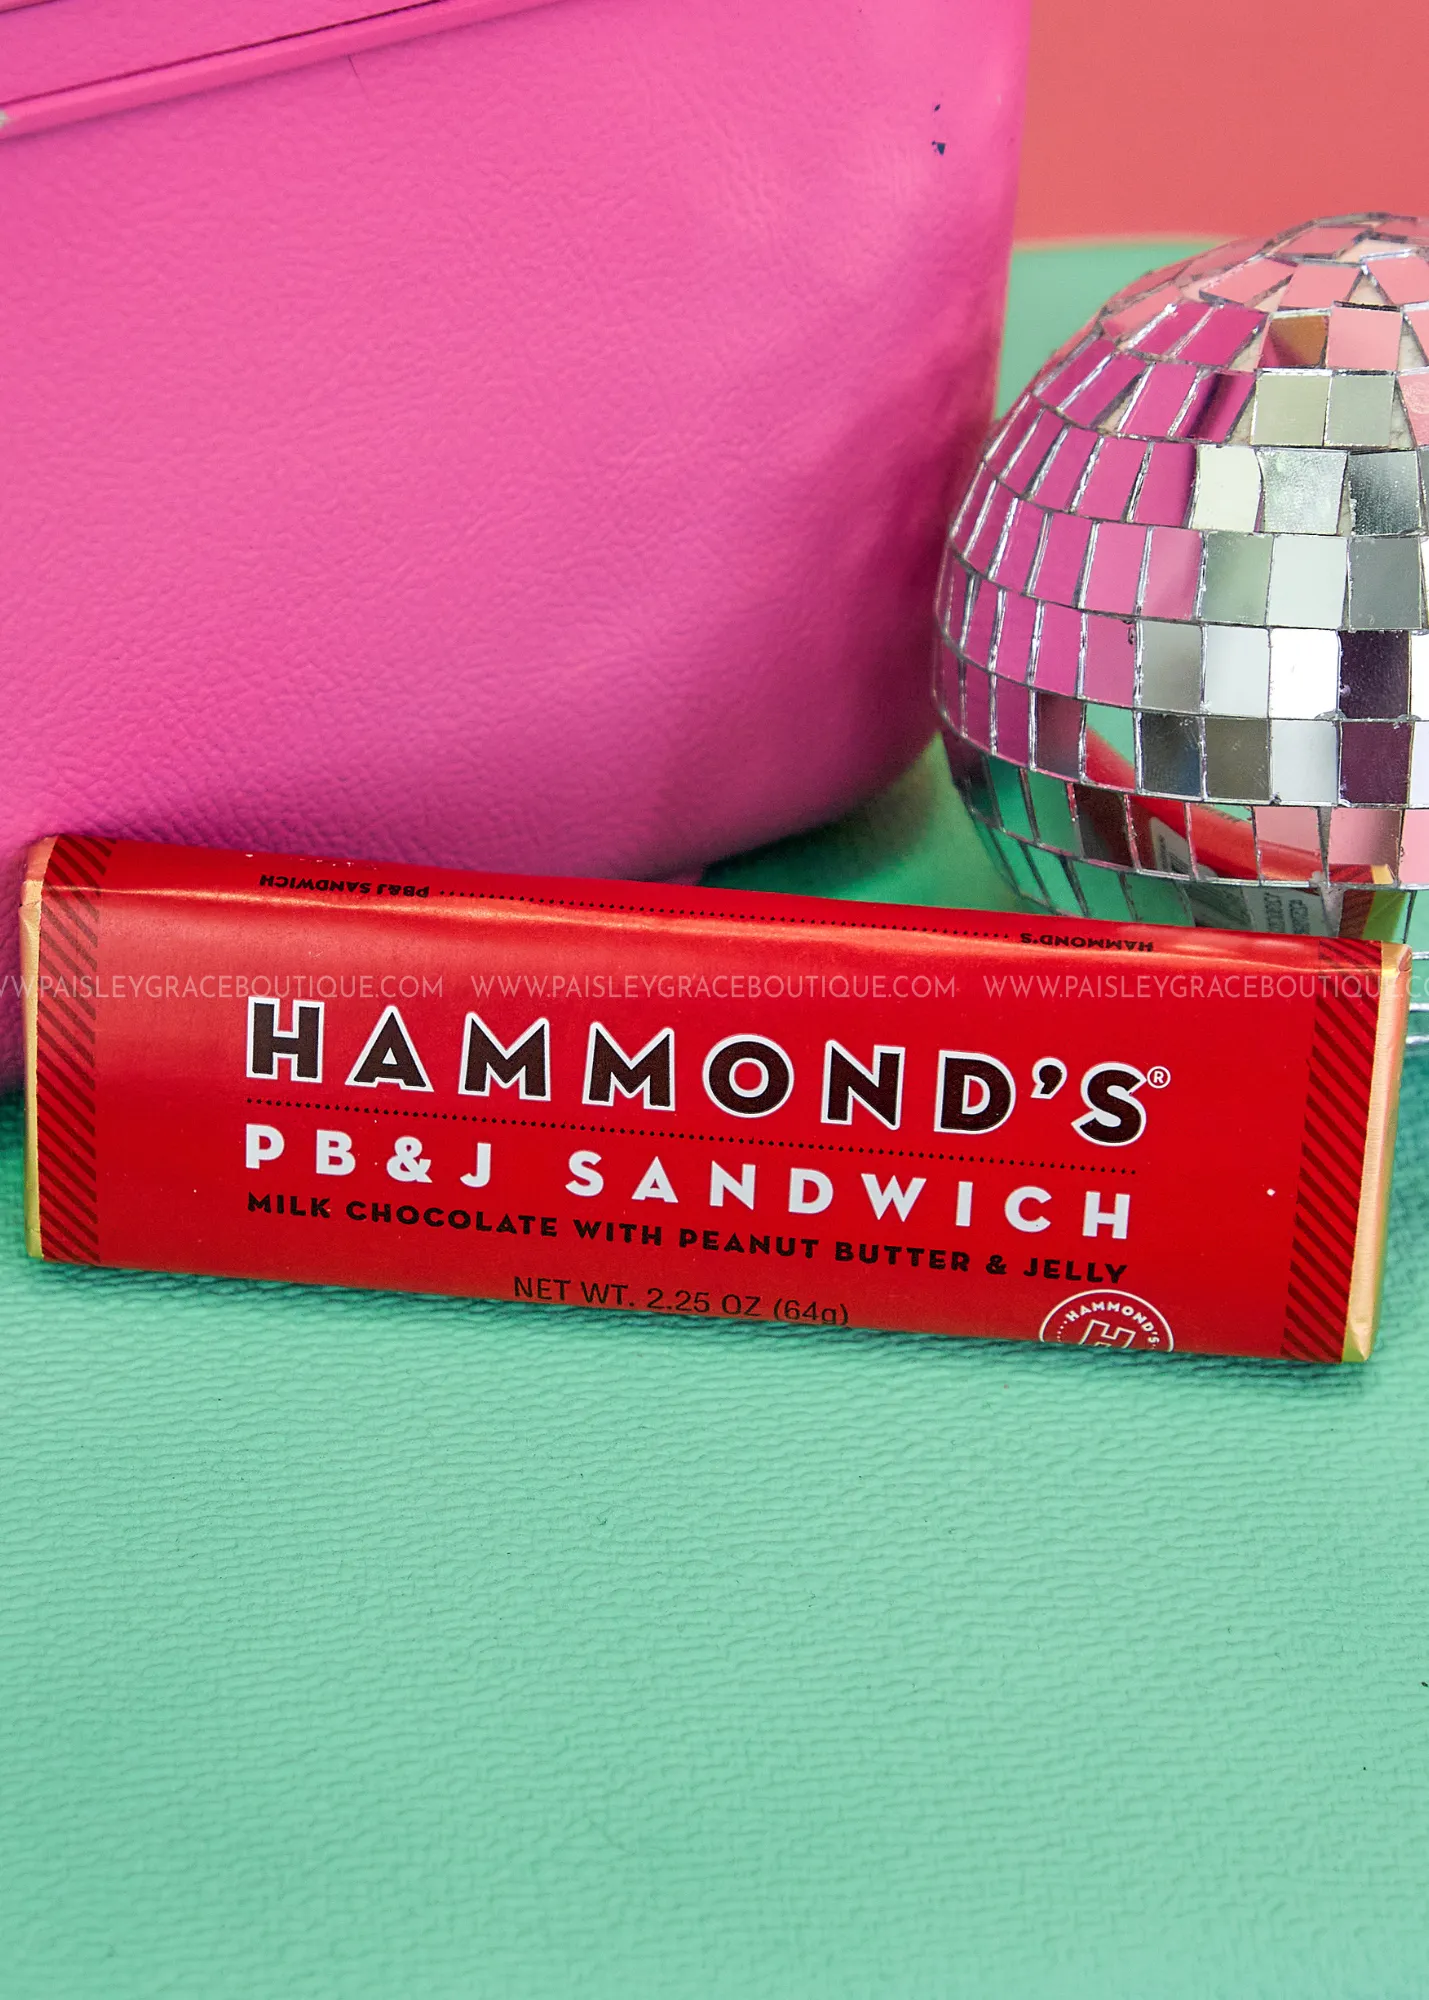 PB&J SANDWICH ········ HAMMOND'S
WWW.PAISLEYGRACEBOUTIQUE.COM WWW.PAISLEYGRACEBOUTIQUE.COM WWW.PAISLEYGRACEBOUTIQUE.CO
HAMMOND'S®
PB&J SANDWICH
MILK CHOCOLATE WITH PEANUT BUTTER & JELLY
NET WT. 2.25 OZ (64g)
HAMMOND'S
H